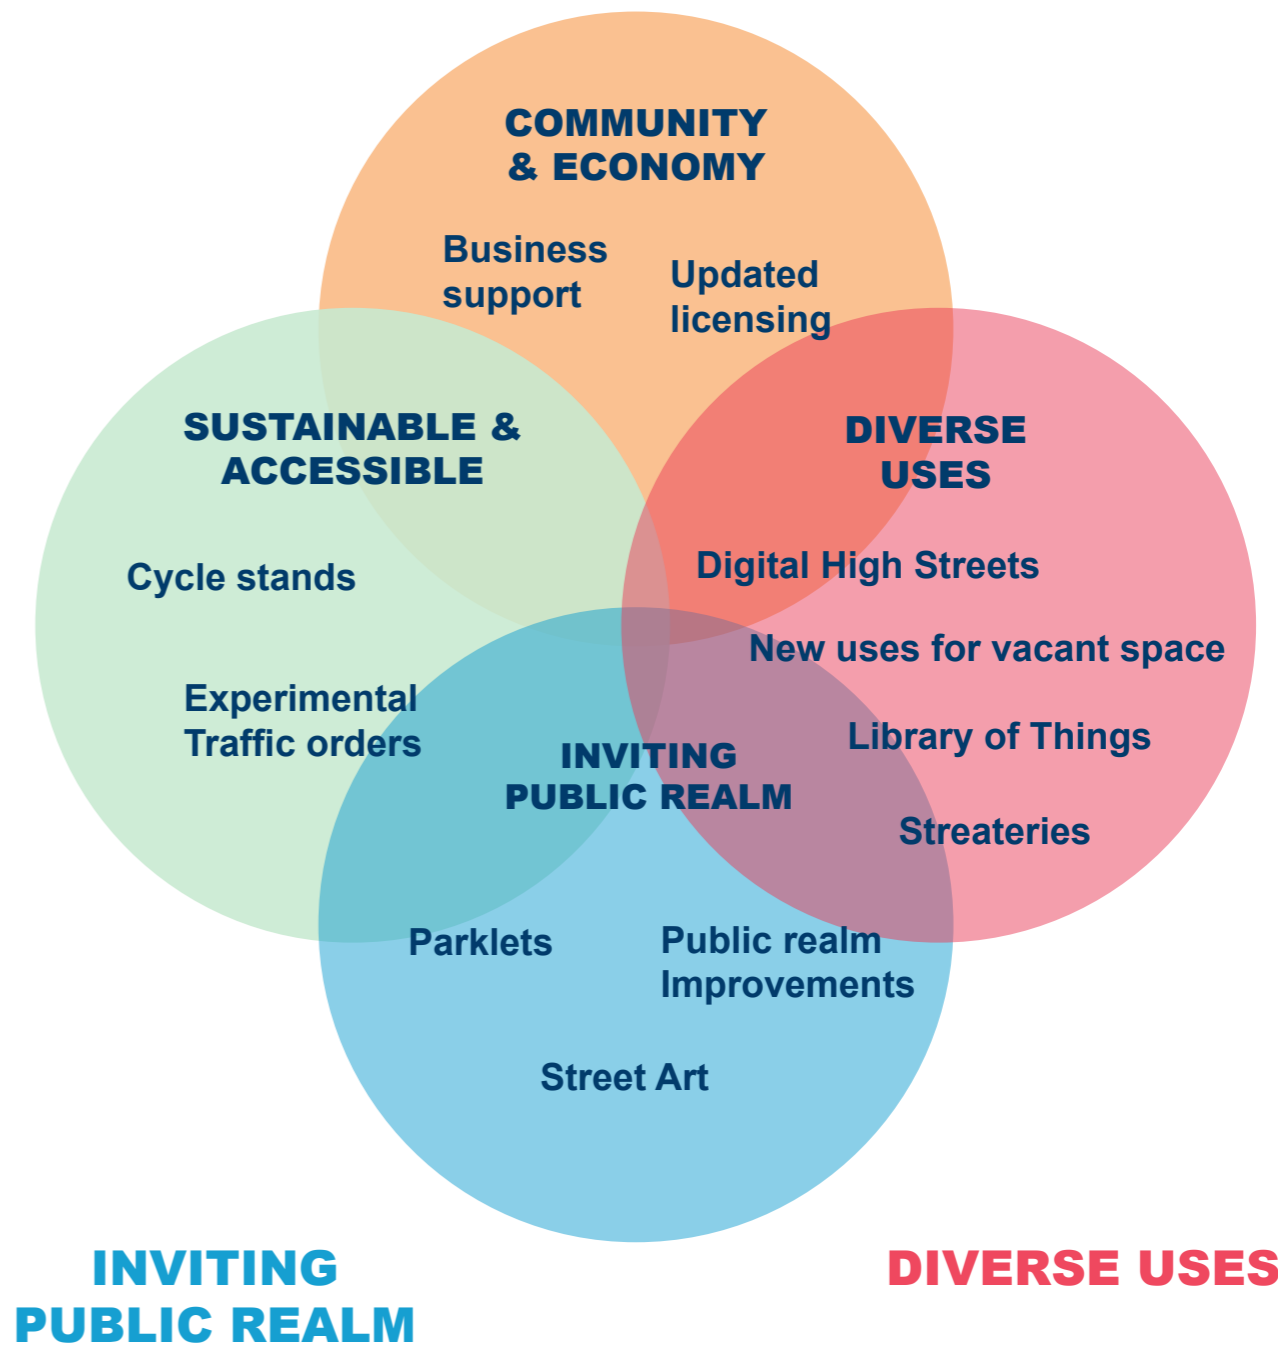 COMMUNITY
& ECONOMY
Business
support
Updated
licensing
SUSTAINABLE &
ACCESSIBLE
Cycle stands
Experimental
Traffic orders
DIVERSE
USES
Digital High Streets
New uses for vacant space
Library of Things
Streateries
INVITING
PUBLIC REALM
Parklets
Public realm
Improvements
Street Art
INVITING
PUBLIC REALM
DIVERSE USES